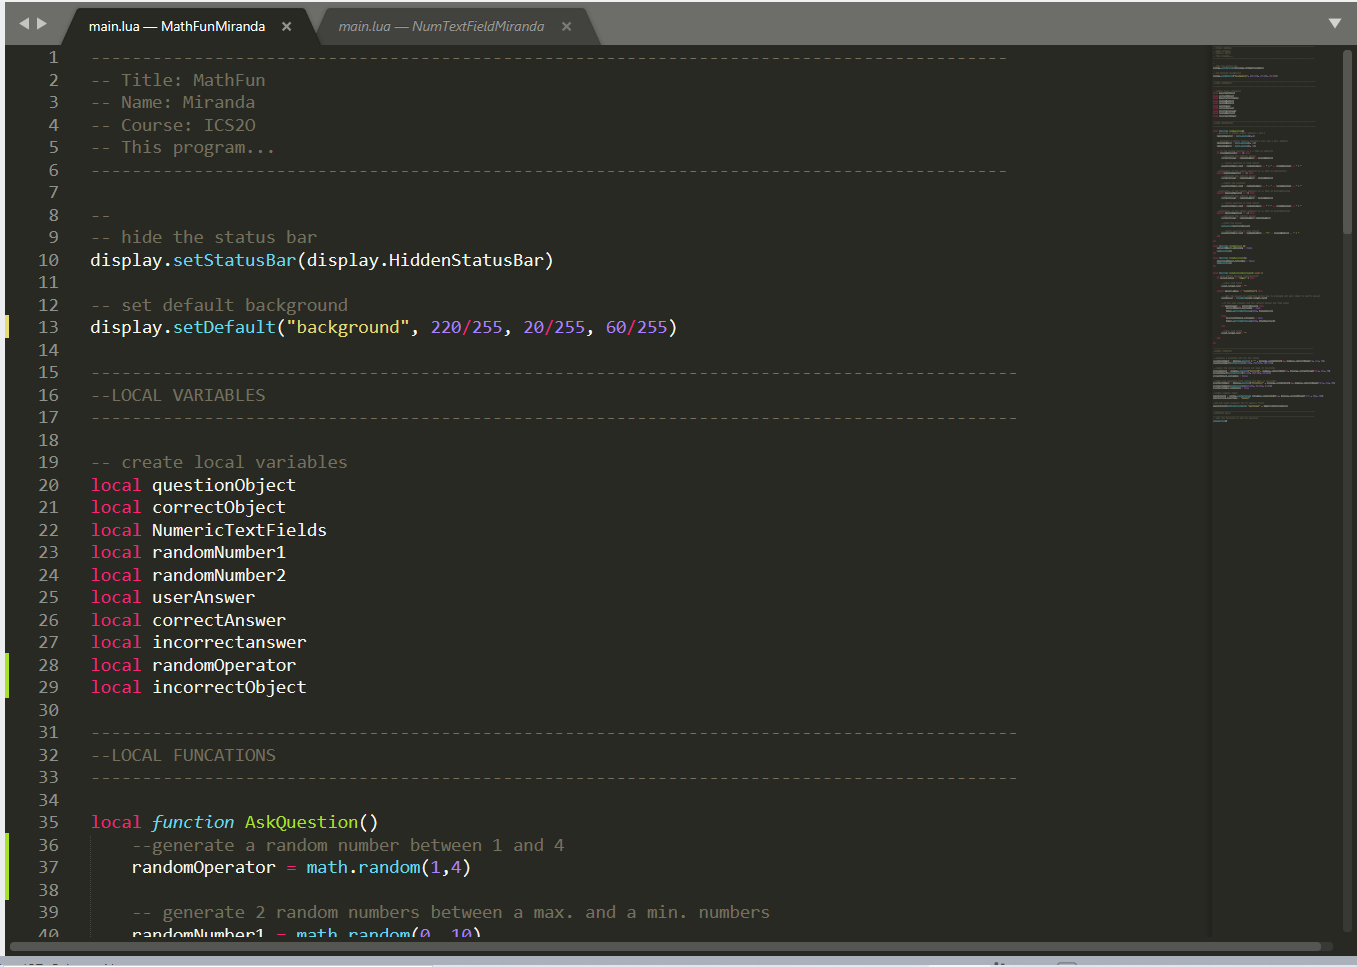 main.lua — MathFunMiranda × main.lua — NumTextFieldMiranda ×
1 ------------------------------------------------------------------------------------------
2 -- Title: MathFun
3 -- Name: Miranda
4 -- Course: ICS2O
5 -- This program...
6 ------------------------------------------------------------------------------------------
7
8 --
9 -- hide the status bar
10 display.setStatusBar(display.HiddenStatusBar)
11
12 -- set default background
13 display.setDefault("background", 220/255, 20/255, 60/255)
14
15 -------------------------------------------------------------------------------------------
16 --LOCAL VARIABLES
17 -------------------------------------------------------------------------------------------
18
19 -- create local variables
20 local questionObject
21 local correctObject
22 local NumericTextFields
23 local randomNumber1
24 local randomNumber2
25 local userAnswer
26 local correctAnswer
27 local incorrectanswer
28 local randomOperator
29 local incorrectObject
30
31 -------------------------------------------------------------------------------------------
32 --LOCAL FUNCATIONS
33 -------------------------------------------------------------------------------------------
34
35 local function AskQuestion()
36 --generate a random number between 1 and 4
37 randomOperator = math.random(1,4)
38
39 -- generate 2 random numbers between a max. and a min. numbers
40 randomNumber1 = math.random(0, 10)